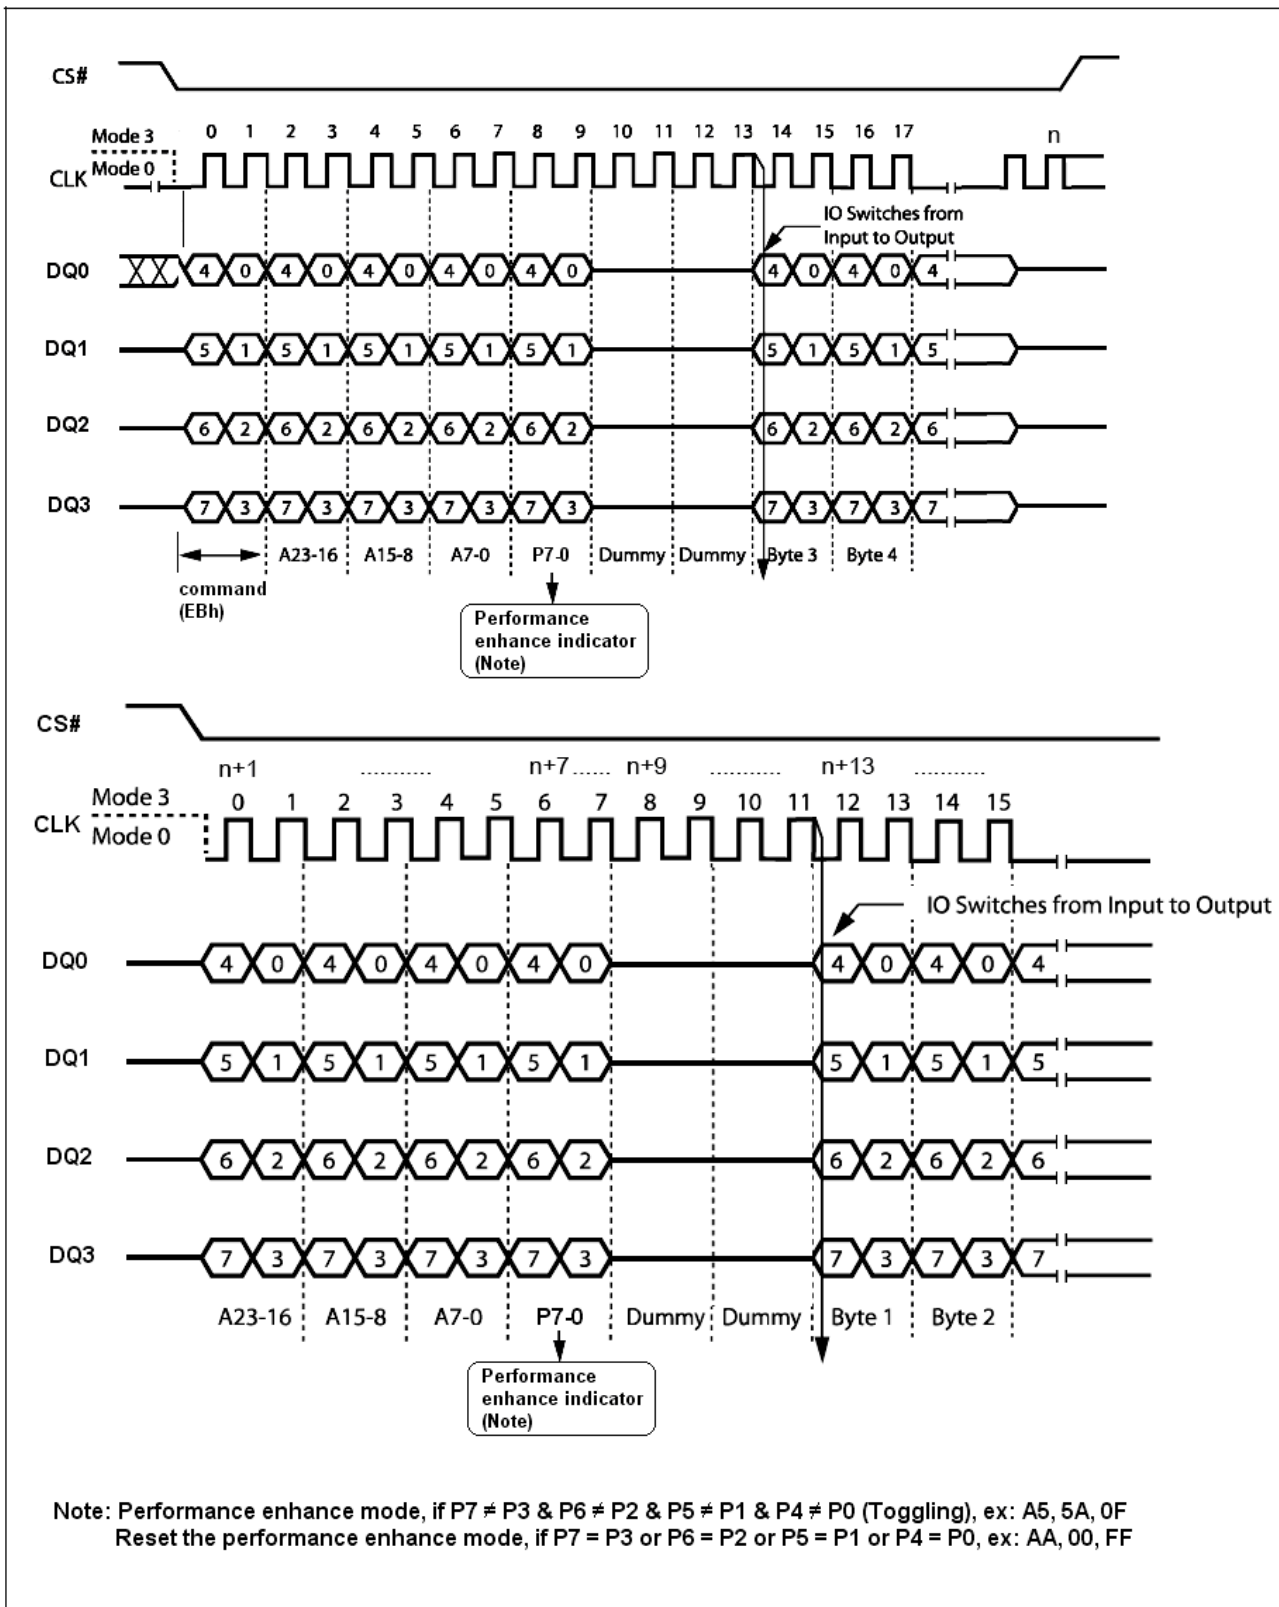 CS#
0 1 2 3 4 5 6 7 8 9 10 11 12 13 14 15 16 17 n
Mode 3
CLK Mode 0
IO Switches from
Input to Output
DQ0 4 0 4 0 4 0 4 0 4 0 4 0 4 0 4
DQ1 5 1 5 1 5 1 5 1 5 1 5 1 5 1 5
DQ2 6 2 6 2 6 2 6 2 6 2 6 2 6 2 6
DQ3 7 3 7 3 7 3 7 3 7 3 7 3 7 3 7
A23-16 A15-8 A7-0 P7-0 Dummy Dummy Byte 3 Byte 4
command
(EBh)
Performance
enhance indicator
(Note)
CS#
n+1 ............ n+7...... n+9 ............ n+13 ............
Mode 3 0 1 2 3 4 5 6 7 8 9 10 11 12 13 14 15
CLK
Mode 0
IO Switches from Input to Output
DQ0 4 0 4 0 4 0 4 0 4 0 4 0 4
DQ1 5 1 5 1 5 1 5 1 5 1 5 1 5
DQ2 6 2 6 2 6 2 6 2 6 2 6 2 6
DQ3 7 3 7 3 7 3 7 3 7 3 7 3 7
A23-16 A15-8 A7-0 P7-0 Dummy Dummy Byte 1 Byte 2
Performance
enhance indicator
(Note)
Note: Performance enhance mode, if P7 ≠ P3 & P6 ≠ P2 & P5 ≠ P1 & P4 ≠ P0 (Toggling), ex: A5, 5A, 0F
Reset the performance enhance mode, if P7 = P3 or P6 = P2 or P5 = P1 or P4 = P0, ex: AA, 00, FF